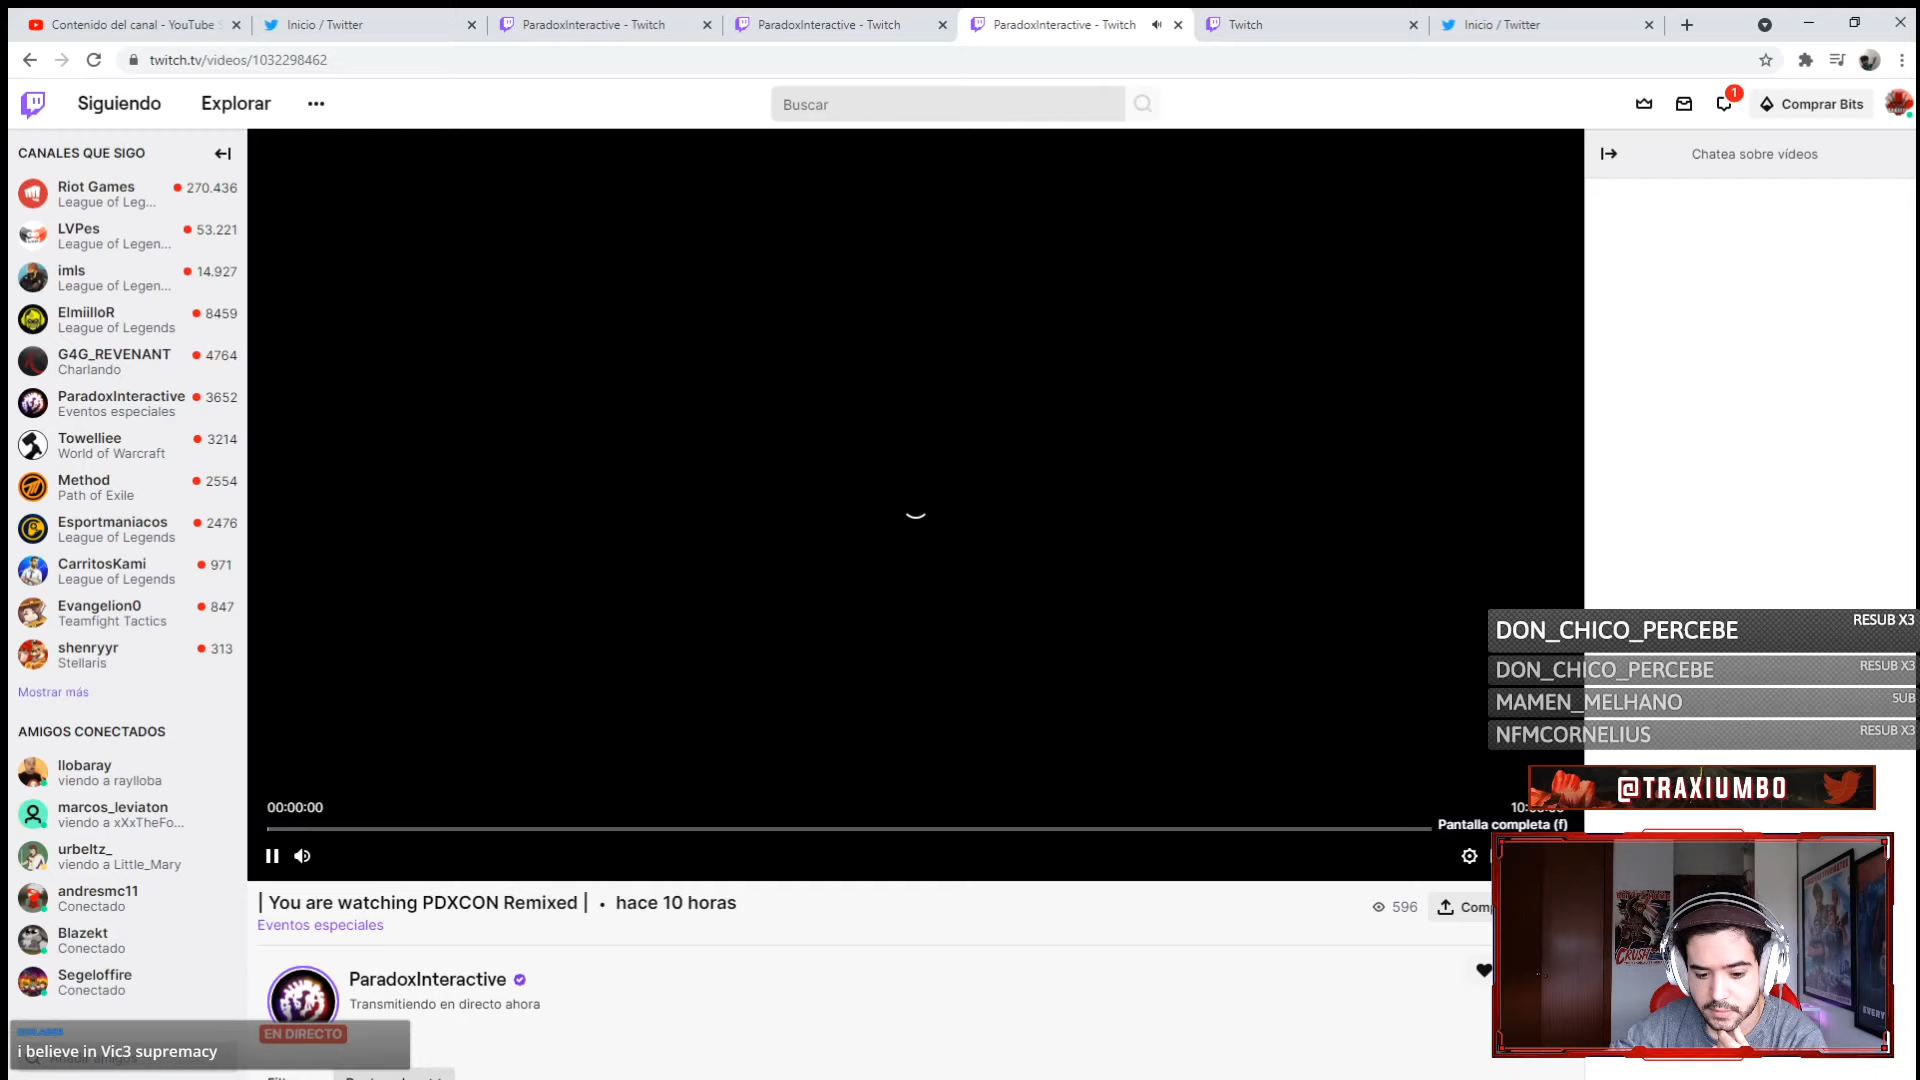 Contenido del canal - YouTube S
Inicio / Twitter
ParadoxInteractive - Twitch
ParadoxInteractive - Twitch
ParadoxInteractive - Twitch
Twitch
Inicio / Twitter
twitch.tv/videos/1032298462
Siguiendo
Explorar
Buscar
1
Comprar Bits
CANALES QUE SIGO
Riot Games
270.436
League of Leg...
LVPes
53.221
League of Legen...
imls
14.927
League of Legen...
ElmiilloR
8459
League of Legends
G4G_REVENANT
4764
Charlando
ParadoxInteractive
3652
Eventos especiales
Towelliee
3214
World of Warcraft
Method
2554
Path of Exile
Esportmaniacos
2476
League of Legends
CarritosKami
971
League of Legends
Evangelion0
847
Teamfight Tactics
shenryyr
313
Stellaris
Mostrar más
AMIGOS CONECTADOS
llobaray
viendo a raylloba
marcos_leviaton
viendo a xXxTheFo...
urbeltz_
viendo a Little_Mary
andresmc11
Conectado
Blazekt
Conectado
Segeloffire
Conectado
i believe in Vic3 supremacy
00:00:00
Pantalla completa (f)
| You are watching PDXCON Remixed | • hace 10 horas
Eventos especiales
596
Comp
ParadoxInteractive
Transmitiendo en directo ahora
EN DIRECTO
Chatea sobre vídeos
DON_CHICO_PERCEBE
RESUB X3
DON_CHICO_PERCEBE
RESUB X3
MAMEN_MELHANO
SUB
NFMCORNELIUS
RESUB X3
@TRAXIUMBO
CRUSH
EVERY